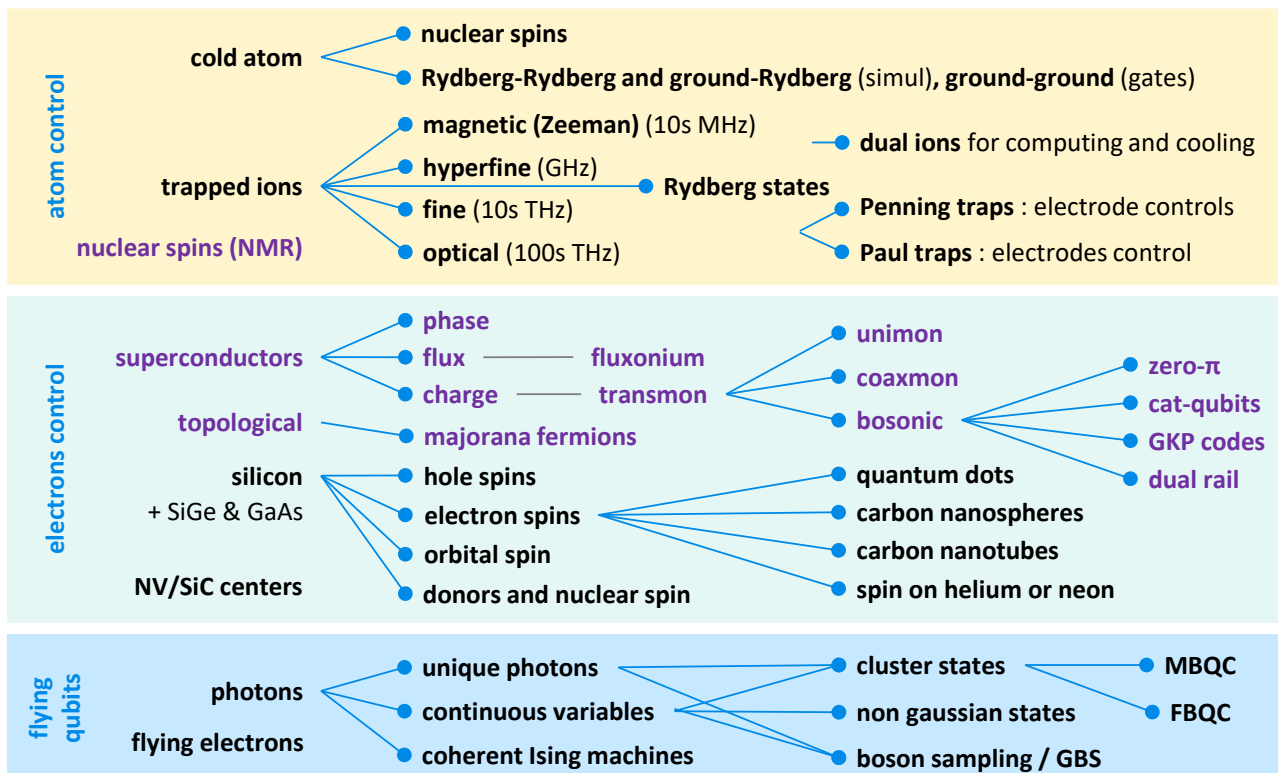 atom control
cold atom
nuclear spins
Rydberg-Rydberg and ground-Rydberg (simul), ground-ground (gates)
trapped ions
magnetic (Zeeman) (10s MHz)
hyperfine (GHz)
fine (10s THz)
optical (100s THz)
Rydberg states
dual ions for computing and cooling
Penning traps : electrode controls
Paul traps : electrodes control
nuclear spins (NMR)
electrons control
superconductors
phase
flux
fluxonium
charge
transmon
unimon
coaxmon
bosonic
zero-π
cat-qubits
GKP codes
dual rail
topological
majorana fermions
silicon
+ SiGe & GaAs
hole spins
electron spins
orbital spin
donors and nuclear spin
quantum dots
carbon nanospheres
carbon nanotubes
spin on helium or neon
NV/SiC centers
flying
qubits
photons
unique photons
continuous variables
coherent Ising machines
cluster states
non gaussian states
boson sampling / GBS
MBQC
FBQC
flying electrons